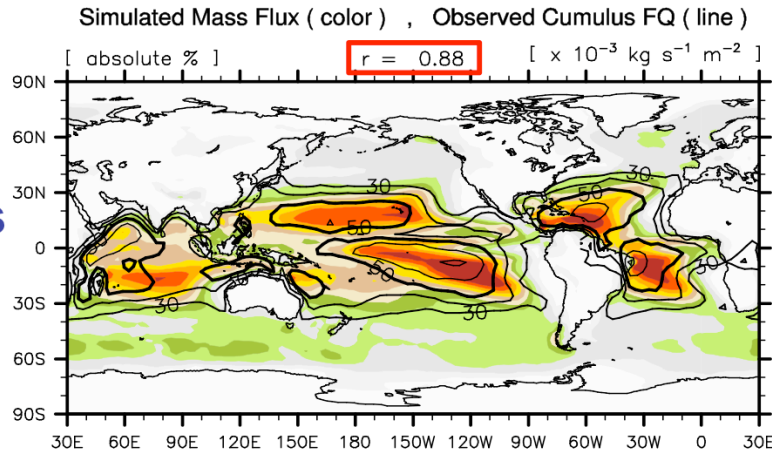 Simulated Mass Flux ( color ) , Observed Cumulus FQ ( line )
[ absolute % ] r = 0.88 [ x 10⁻³ kg s⁻¹ m⁻² ]
90N
60N
30N
0
30S
60S
90S
30
50
30
50
30
50
30
30
30
s
30E 60E 90E 120E 150E 180 150W 120W 90W 60W 30W 0 30E